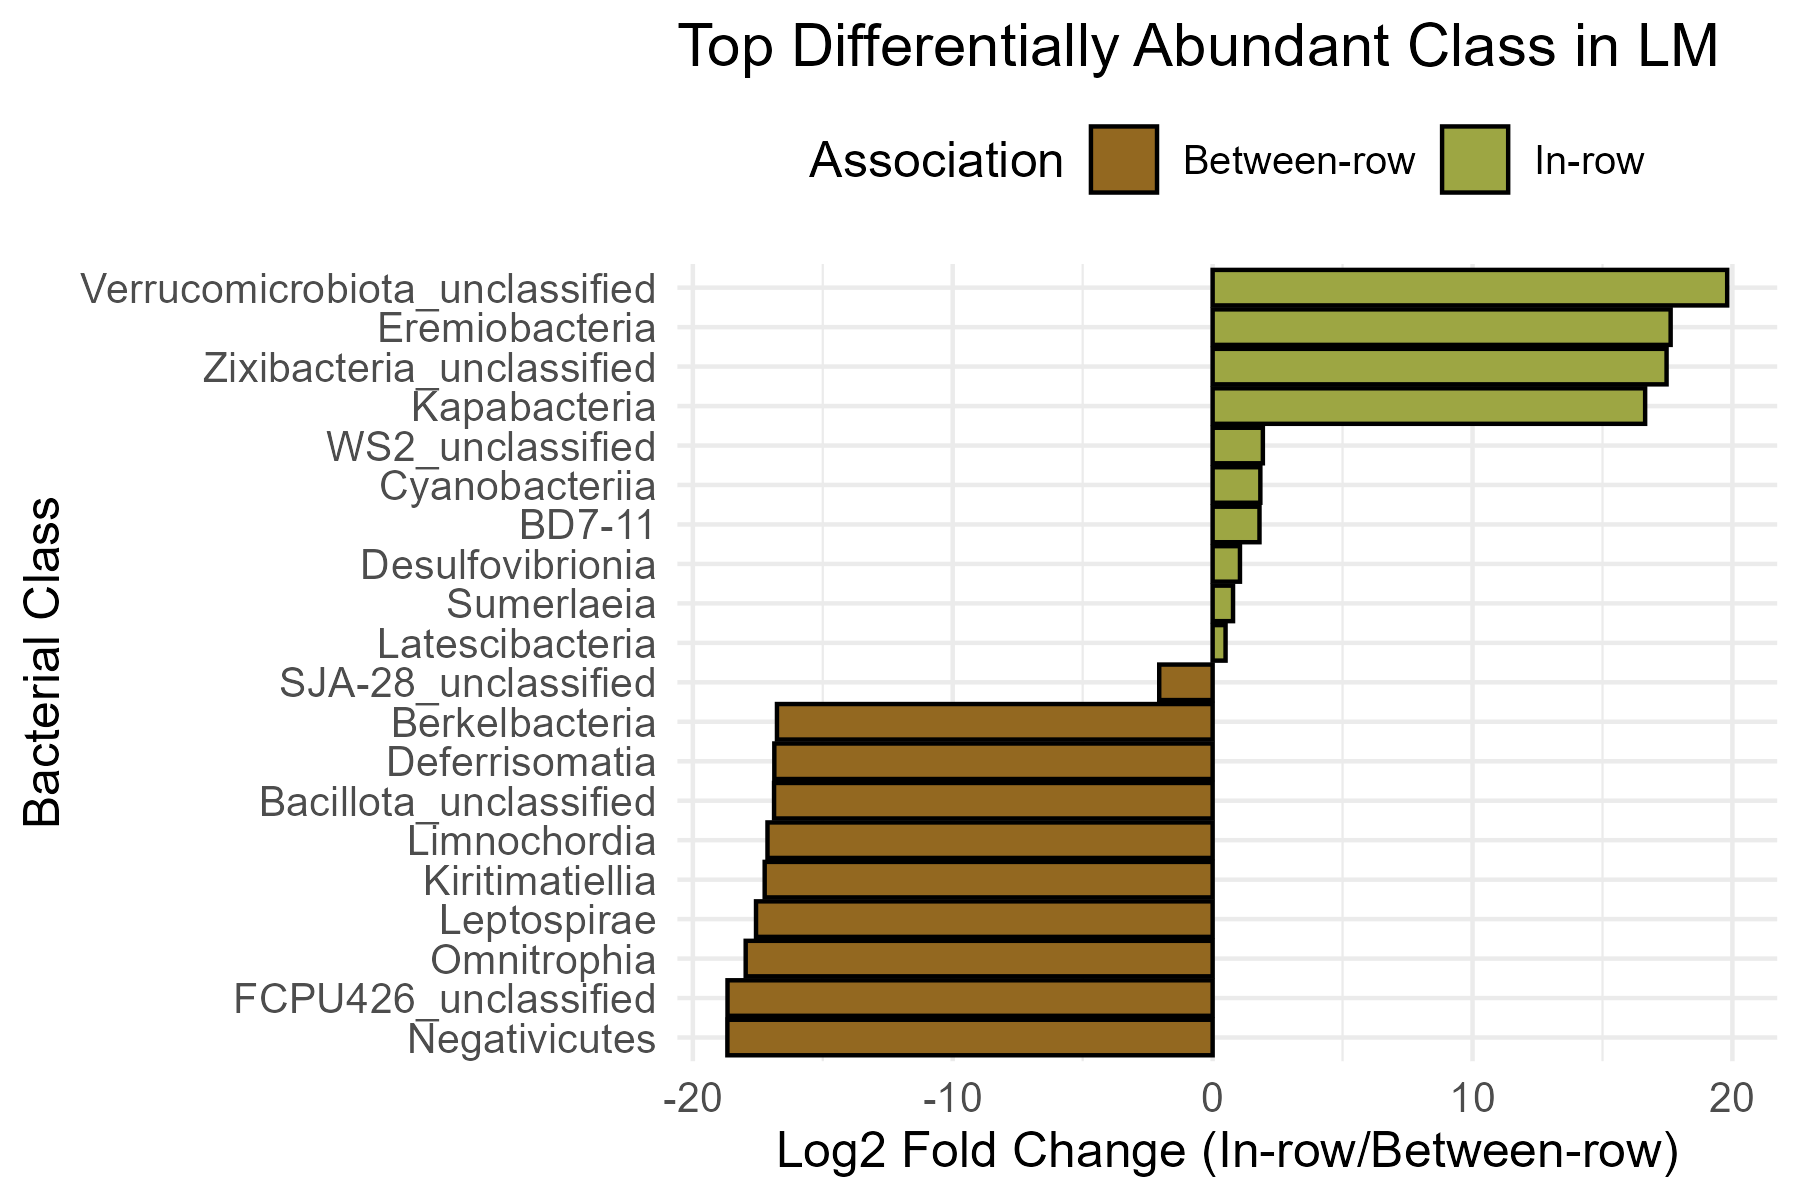 Top Differentially Abundant Class in LM
Association Between-row In-row
Bacterial Class
Verrucomicrobiota_unclassified
Eremiobacteria
Zixibacteria_unclassified
Kapabacteria
WS2_unclassified
Cyanobacteriia
BD7-11
Desulfovibrionia
Sumerlaeia
Latescibacteria
SJA-28_unclassified
Berkelbacteria
Deferrisomatia
Bacillota_unclassified
Limnochordia
Kiritimatiellia
Leptospirae
Omnitrophia
FCPU426_unclassified
Negativicutes
-20 -10 0 10 20
Log2 Fold Change (In-row/Between-row)